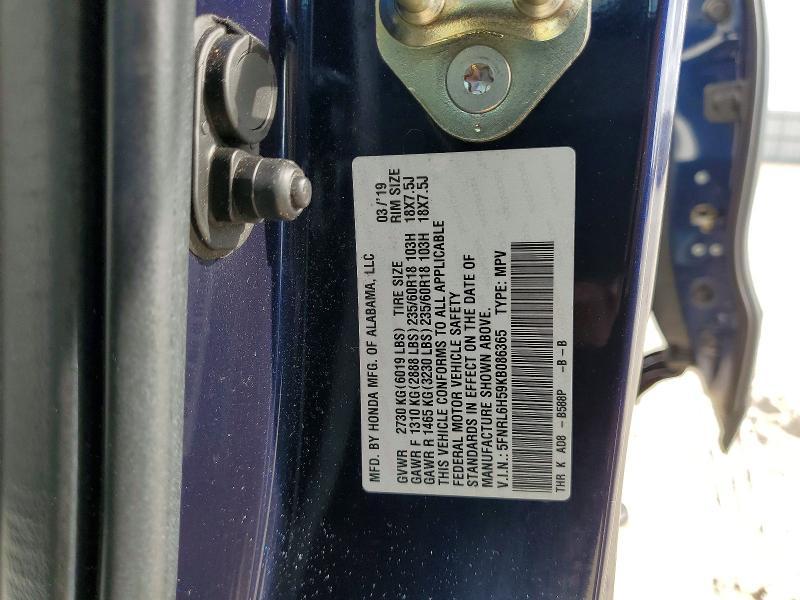 MFD. BY HONDA MFG. OF ALABAMA, LLC 03/'19
GVWR 2730 KG(6019 LBS) TIRE SIZE RIM SIZE
GAWR F 1310 KG(2888 LBS) 235/60R18 103H 18X7.5J
GAWR R 1465 KG(3230 LBS) 235/60R18 103H 18X7.5J
THIS VEHICLE CONFORMS TO ALL APPLICABLE
FEDERAL MOTOR VEHICLE SAFETY
STANDARDS IN EFFECT ON THE DATE OF
MANUFACTURE SHOWN ABOVE.
V.I.N.:5FNRL6H59KB086365 TYPE: MPV
THR K AD8 - B588P -B-B